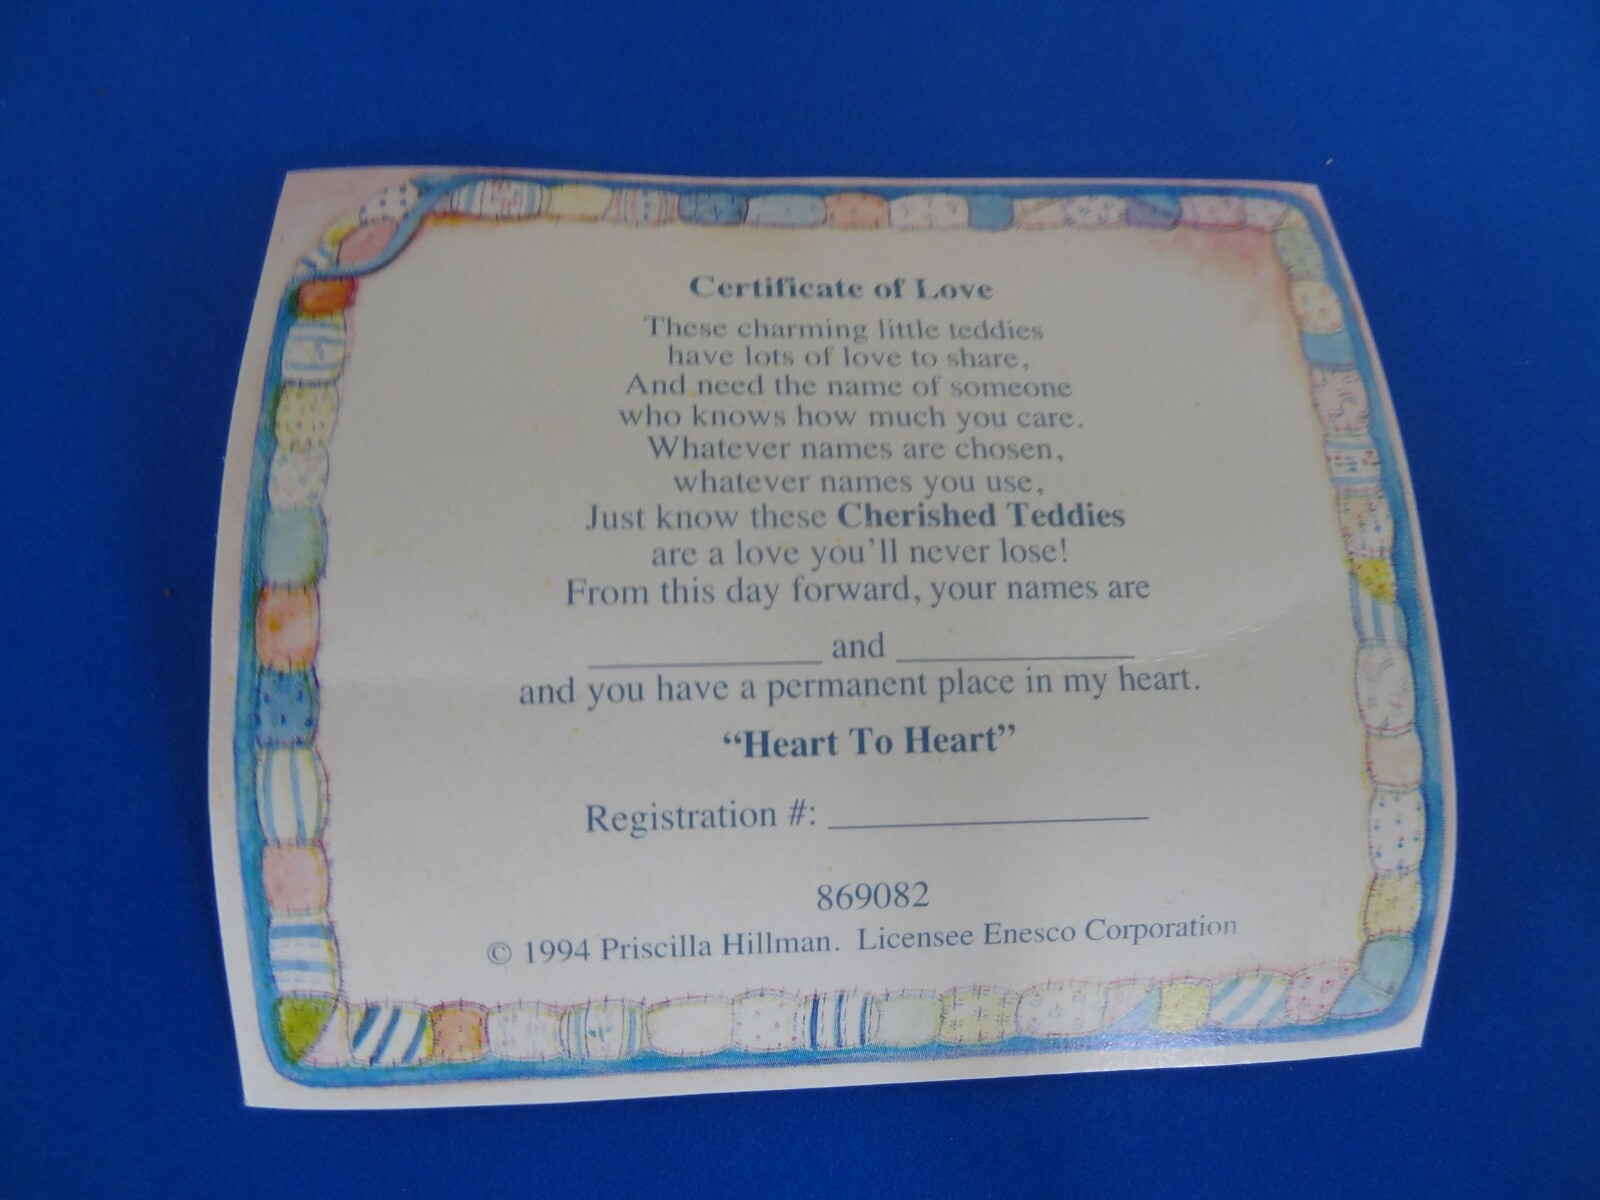 Certificate of Love
These charming little teddies
have lots of love to share,
And need the name of someone
who knows how much you care.
Whatever names are chosen,
whatever names you use,
Just know these Cherished Teddies
are a love you'll never lose!
From this day forward, your names are
____________ and ____________
and you have a permanent place in my heart.
“Heart To Heart”
Registration #: ________________
869082
© 1994 Priscilla Hillman. Licensee Enesco Corporation